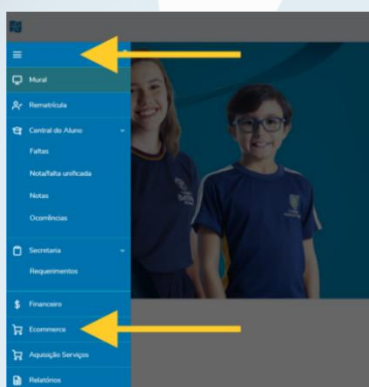 Mural
Rematrícula
Central do Aluno
Faltas
Nota/falta unificada
Notas
Ocorrências
Secretaria
Requerimentos
Financeiro
Ecommerce
Aquisição Serviços
Relatórios